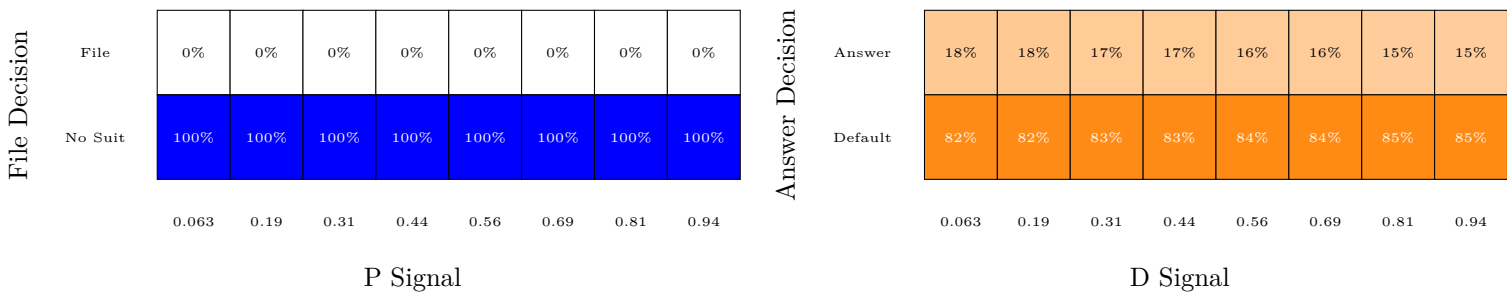 File Decision
File 0% 0% 0% 0% 0% 0% 0% 0%
No Suit 100% 100% 100% 100% 100% 100% 100% 100%
0.063 0.19 0.31 0.44 0.56 0.69 0.81 0.94
P Signal
Answer Decision
Answer 18% 18% 17% 17% 16% 16% 15% 15%
Default 82% 82% 83% 83% 84% 84% 85% 85%
0.063 0.19 0.31 0.44 0.56 0.69 0.81 0.94
D Signal